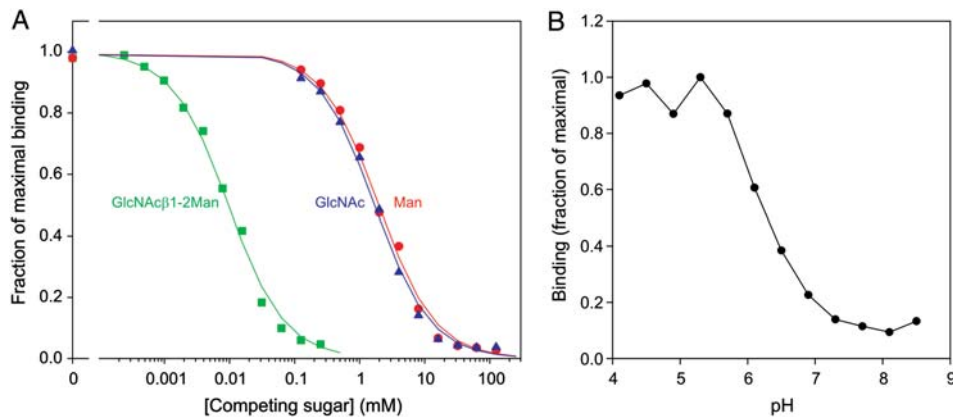 A
Fraction of maximal binding
1.0
0.8
0.6
0.4
0.2
0.0
GlcNAcβ1-2Man
GlcNAc
Man
0 0.001 0.01 0.1 1 10 100
[Competing sugar] (mM)
B
Binding (fraction of maximal)
1.2
1.0
0.8
0.6
0.4
0.2
0.0
4 5 6 7 8 9
pH